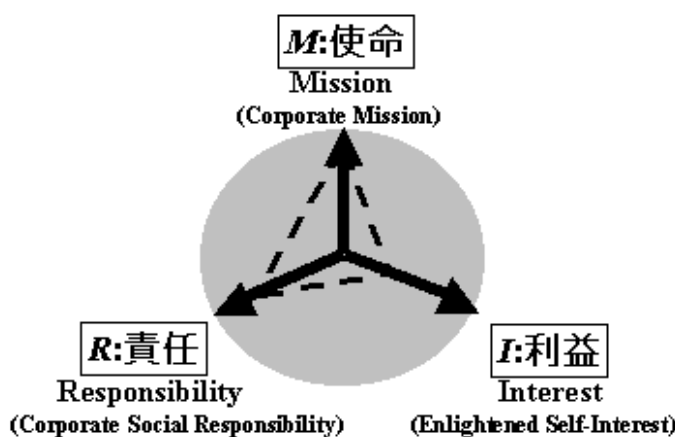 M:使命
Mission
(Corporate Mission)
R:責任
Responsibility
(Corporate Social Responsibility)
I:利益
Interest
(Enlightened Self-Interest)